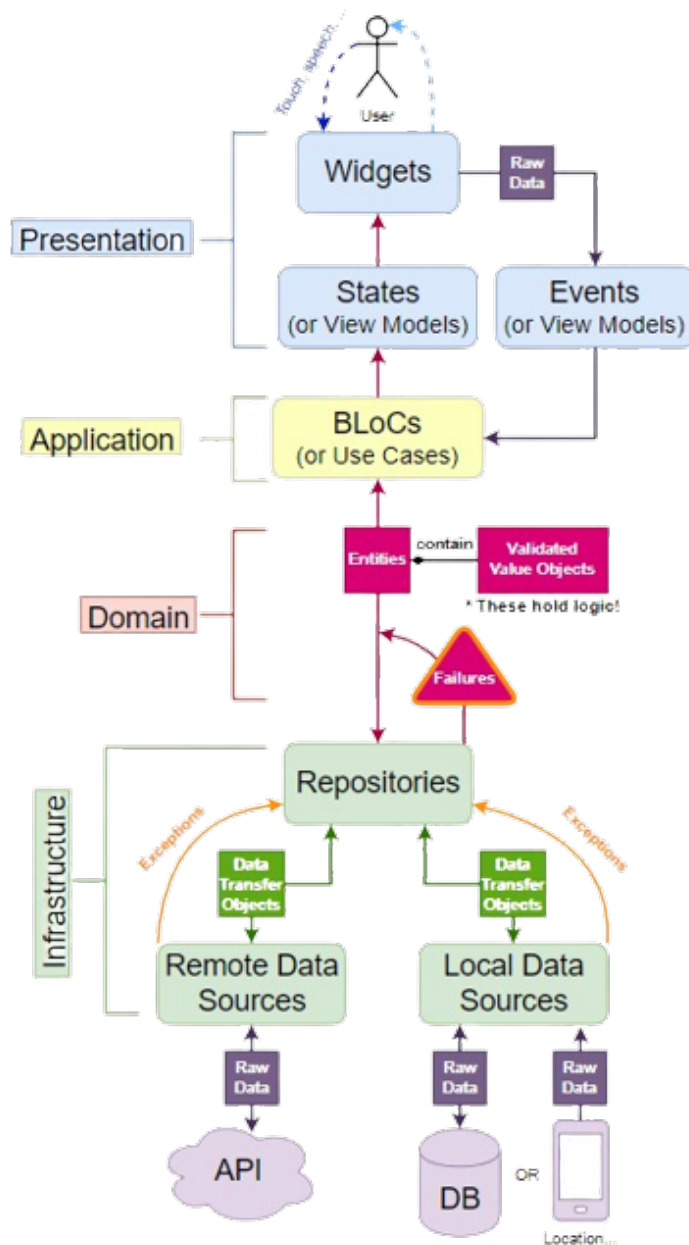 Touch, speech, ...
User
Widgets
Raw
Data
Presentation
States
(or View Models)
Events
(or View Models)
Application
BLoCs
(or Use Cases)
Entities
contain
Validated
Value Objects
* These hold logic!
Domain
Failures
Repositories
Infrastructure
Exceptions
Exceptions
Data
Transfer
Objects
Data
Transfer
Objects
Remote Data
Sources
Local Data
Sources
Raw
Data
Raw
Data
Raw
Data
API
DB
OR
Location...